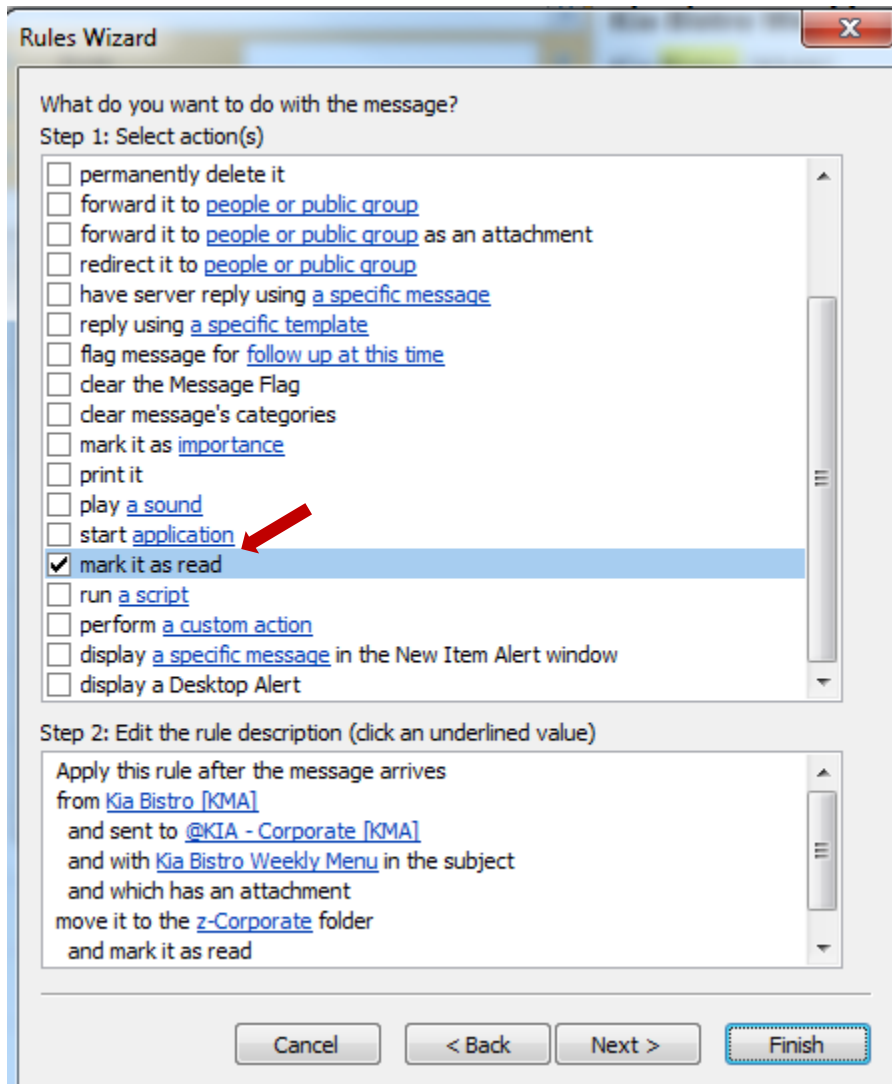 Rules Wizard
What do you want to do with the message?
Step 1: Select action(s)
permanently delete it
forward it to people or public group
forward it to people or public group as an attachment
redirect it to people or public group
have server reply using a specific message
reply using a specific template
flag message for follow up at this time
clear the Message Flag
clear message's categories
mark it as importance
print it
play a sound
start application
mark it as read
run a script
perform a custom action
display a specific message in the New Item Alert window
display a Desktop Alert
Step 2: Edit the rule description (click an underlined value)
Apply this rule after the message arrives
from Kia Bistro [KMA]
and sent to @KIA - Corporate [KMA]
and with Kia Bistro Weekly Menu in the subject
and which has an attachment
move it to the z-Corporate folder
and mark it as read
Cancel < Back Next > Finish